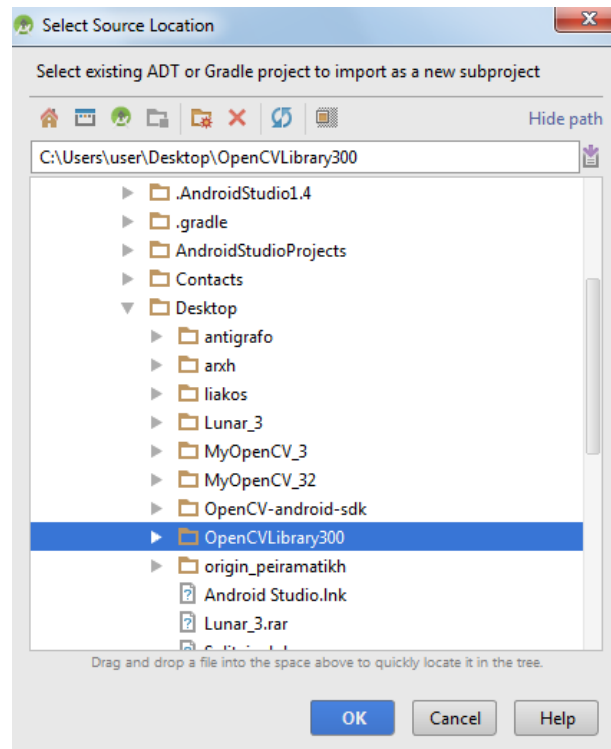 Select Source Location
Select existing ADT or Gradle project to import as a new subproject
Hide path
C:\Users\user\Desktop\OpenCVLibrary300
.AndroidStudio1.4
.gradle
AndroidStudioProjects
Contacts
Desktop
antigrafo
arxh
liakos
Lunar_3
MyOpenCV_3
MyOpenCV_32
OpenCV-android-sdk
OpenCVLibrary300
origin_peiramatikh
Android Studio.lnk
Lunar_3.rar
Drag and drop a file into the space above to quickly locate it in the tree.
OK Cancel Help